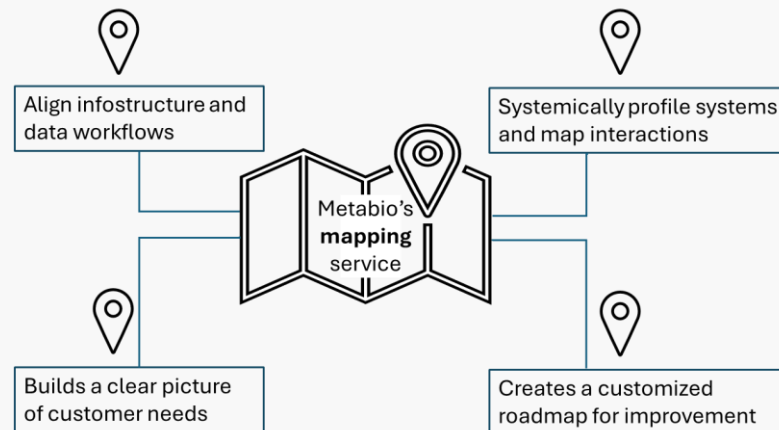 Align infostructure and
data workflows
Systemically profile systems
and map interactions
Metabio's
mapping
service
Builds a clear picture
of customer needs
Creates a customized
roadmap for improvement